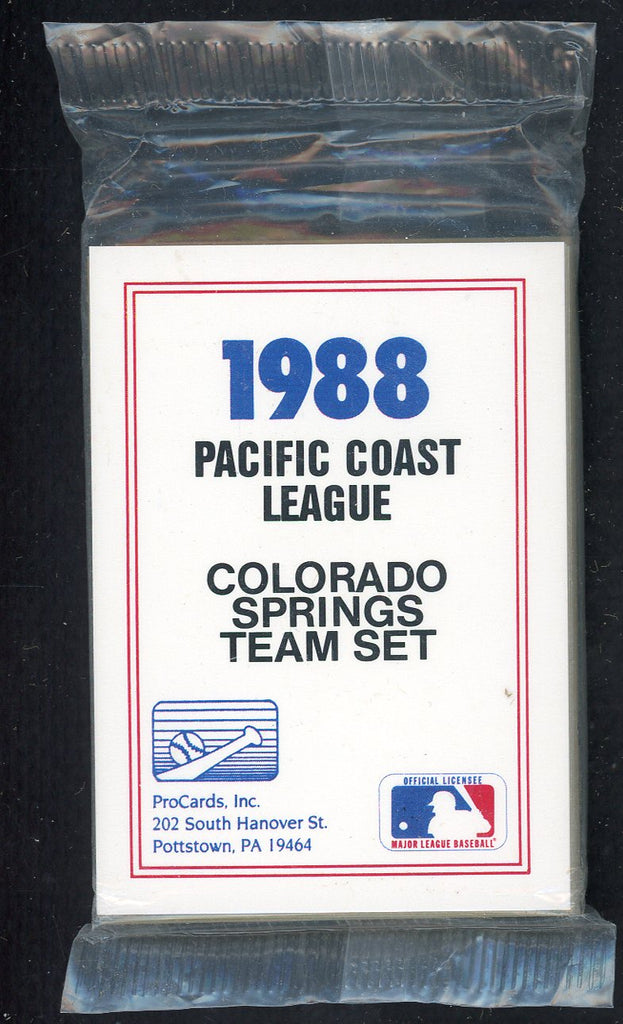 1988
PACIFIC COAST
LEAGUE
COLORADO
SPRINGS
TEAM SET
ProCards, Inc.
202 South Hanover St.
Pottstown, PA 19464
OFFICIAL LICENSEE
MAJOR LEAGUE BASEBALL®